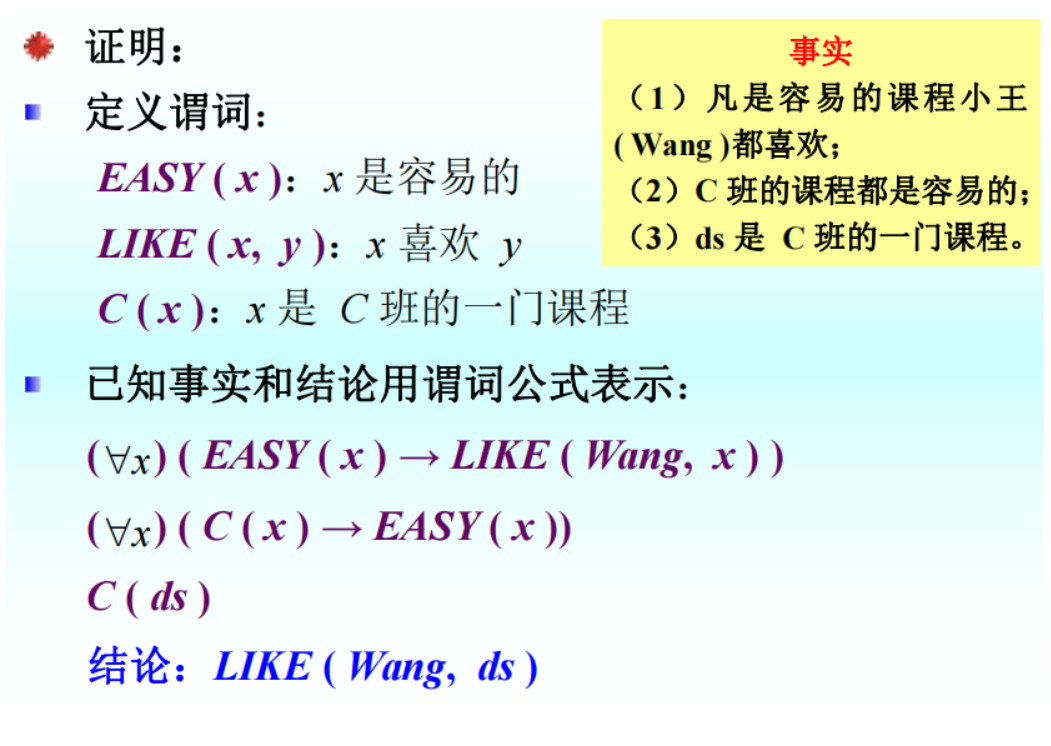 证明：
定义谓词：
EASY ( x )：x 是容易的
LIKE ( x, y )：x 喜欢 y
C ( x )：x 是 C 班的一门课程
事实
（1）凡是容易的课程小王
( Wang )都喜欢；
（2）C 班的课程都是容易的；
（3）ds 是 C 班的一门课程。
已知事实和结论用谓词公式表示：
(∀x) ( EASY ( x ) → LIKE ( Wang, x ) )
(∀x) ( C ( x ) → EASY ( x ))
C ( ds )
结论：LIKE ( Wang, ds )